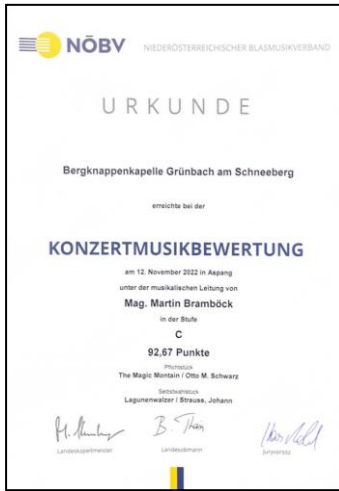 NÖBV NIEDERÖSTERREICHISCHER BLASMUSIKVERBAND
URKUNDE
Bergknappenkapelle Grünbach am Schneeberg
erreichte bei der
KONZERTMUSIKBEWERTUNG
am 12. November 2022 in Aspang
unter der musikalischen Leitung von
Mag. Martin Bramböck
in der Stufe
C
92,67 Punkte
Pflichtstück
The Magic Montain / Otto M. Schwarz
Selbstwahlstück
Lagunenwalzer / Strauss, Johann
Landeskapellmeister Landesobmann Juryvorsitz